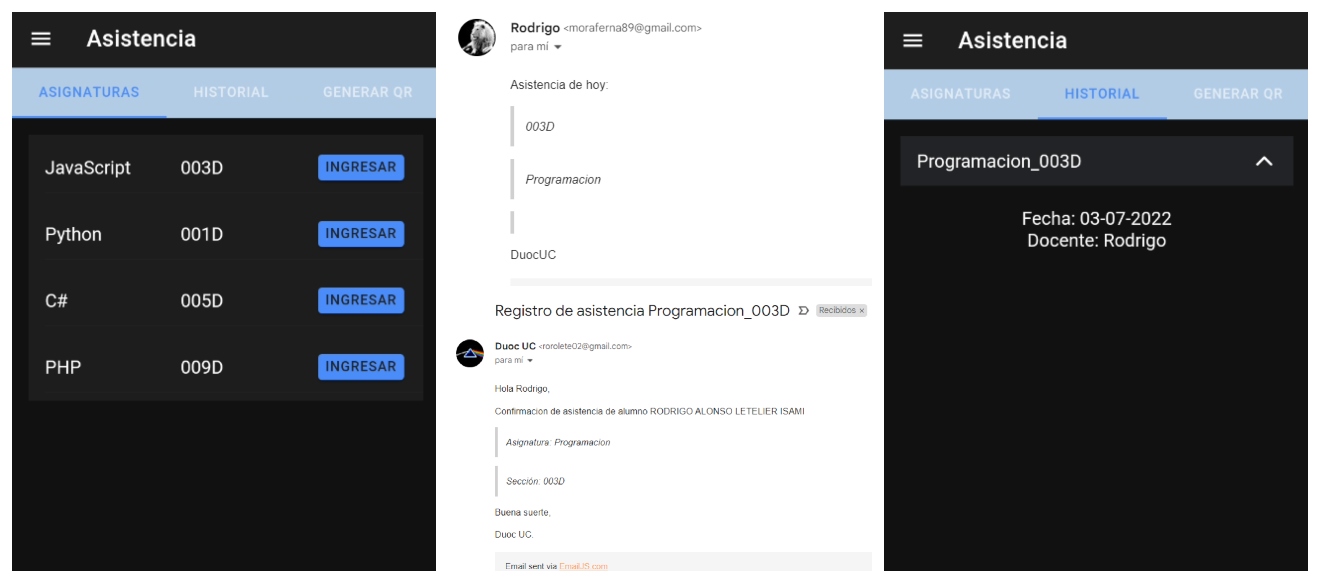 Asistencia
ASIGNATURAS HISTORIAL GENERAR QR
JavaScript 003D INGRESAR
Python 001D INGRESAR
C# 005D INGRESAR
PHP 009D INGRESAR
Rodrigo <moraferna89@gmail.com>
para mí
Asistencia de hoy:
003D
Programacion
DuocUC
Registro de asistencia Programacion_003D Recibidos ×
Duoc UC <rorolete02@gmail.com>
para mí
Hola Rodrigo,
Confirmacion de asistencia de alumno RODRIGO ALONSO LETELIER ISAMI
Asignatura: Programacion
Sección: 003D
Buena suerte,
Duoc UC.
Email sent via EmailJS.com
Asistencia
ASIGNATURAS HISTORIAL GENERAR QR
Programacion_003D
Fecha: 03-07-2022
Docente: Rodrigo